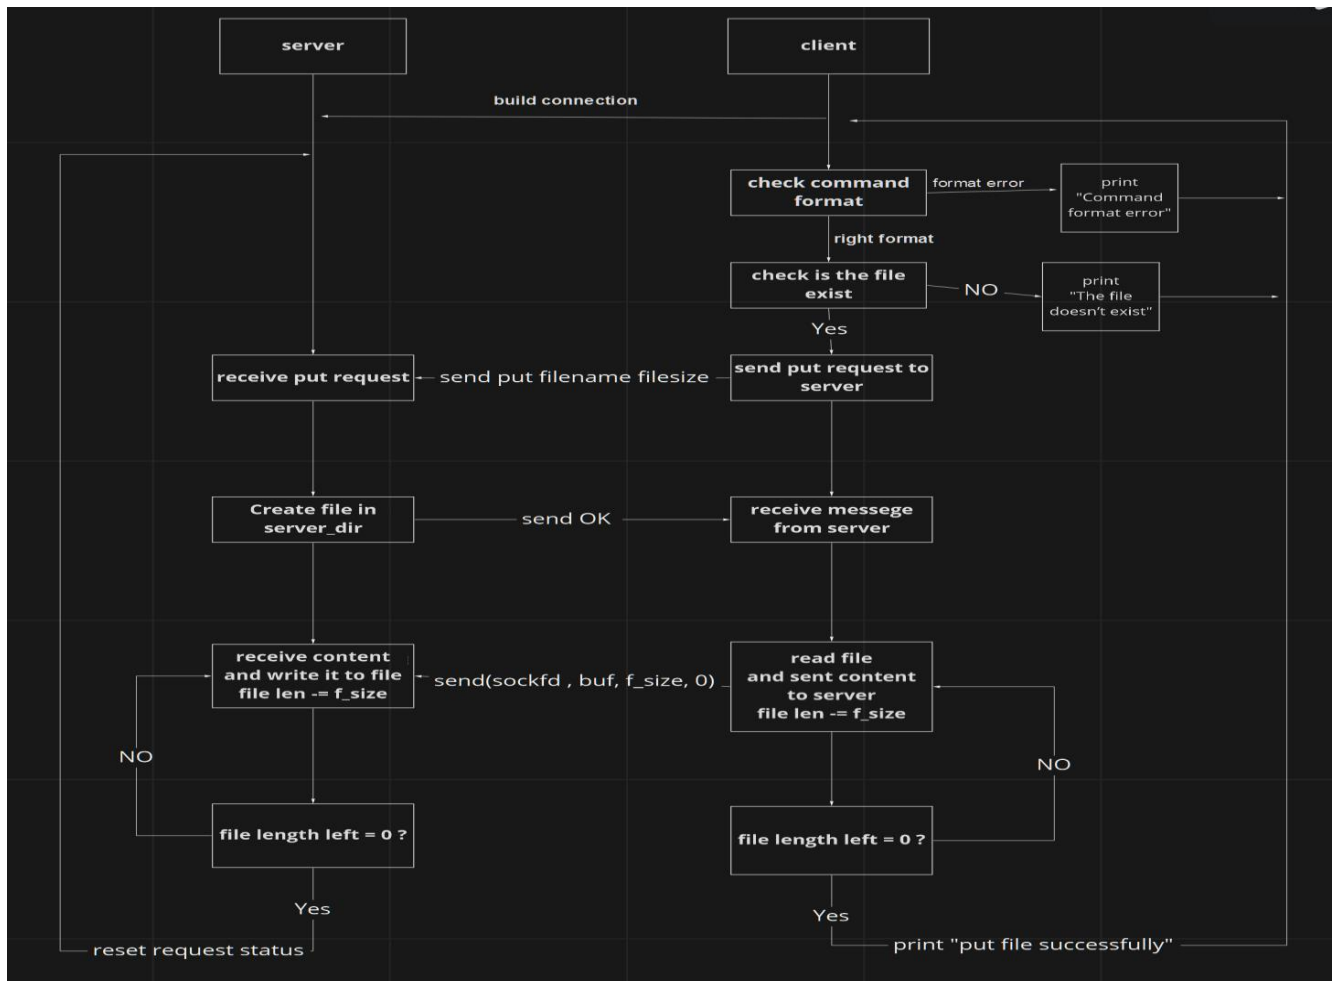 server
client
build connection
check command
format
format error
print
"Command
format error"
right format
check is the file
exist
NO
print
"The file
doesn't exist"
Yes
receive put request
send put filename filesize
send put request to
server
Create file in
server_dir
send OK
receive messege
from server
receive content
and write it to file
file len -= f_size
send(sockfd , buf, f_size, 0)
read file
and sent content
to server
file len -= f_size
NO
NO
file length left = 0 ?
file length left = 0 ?
Yes
Yes
reset request status
print "put file successfully"